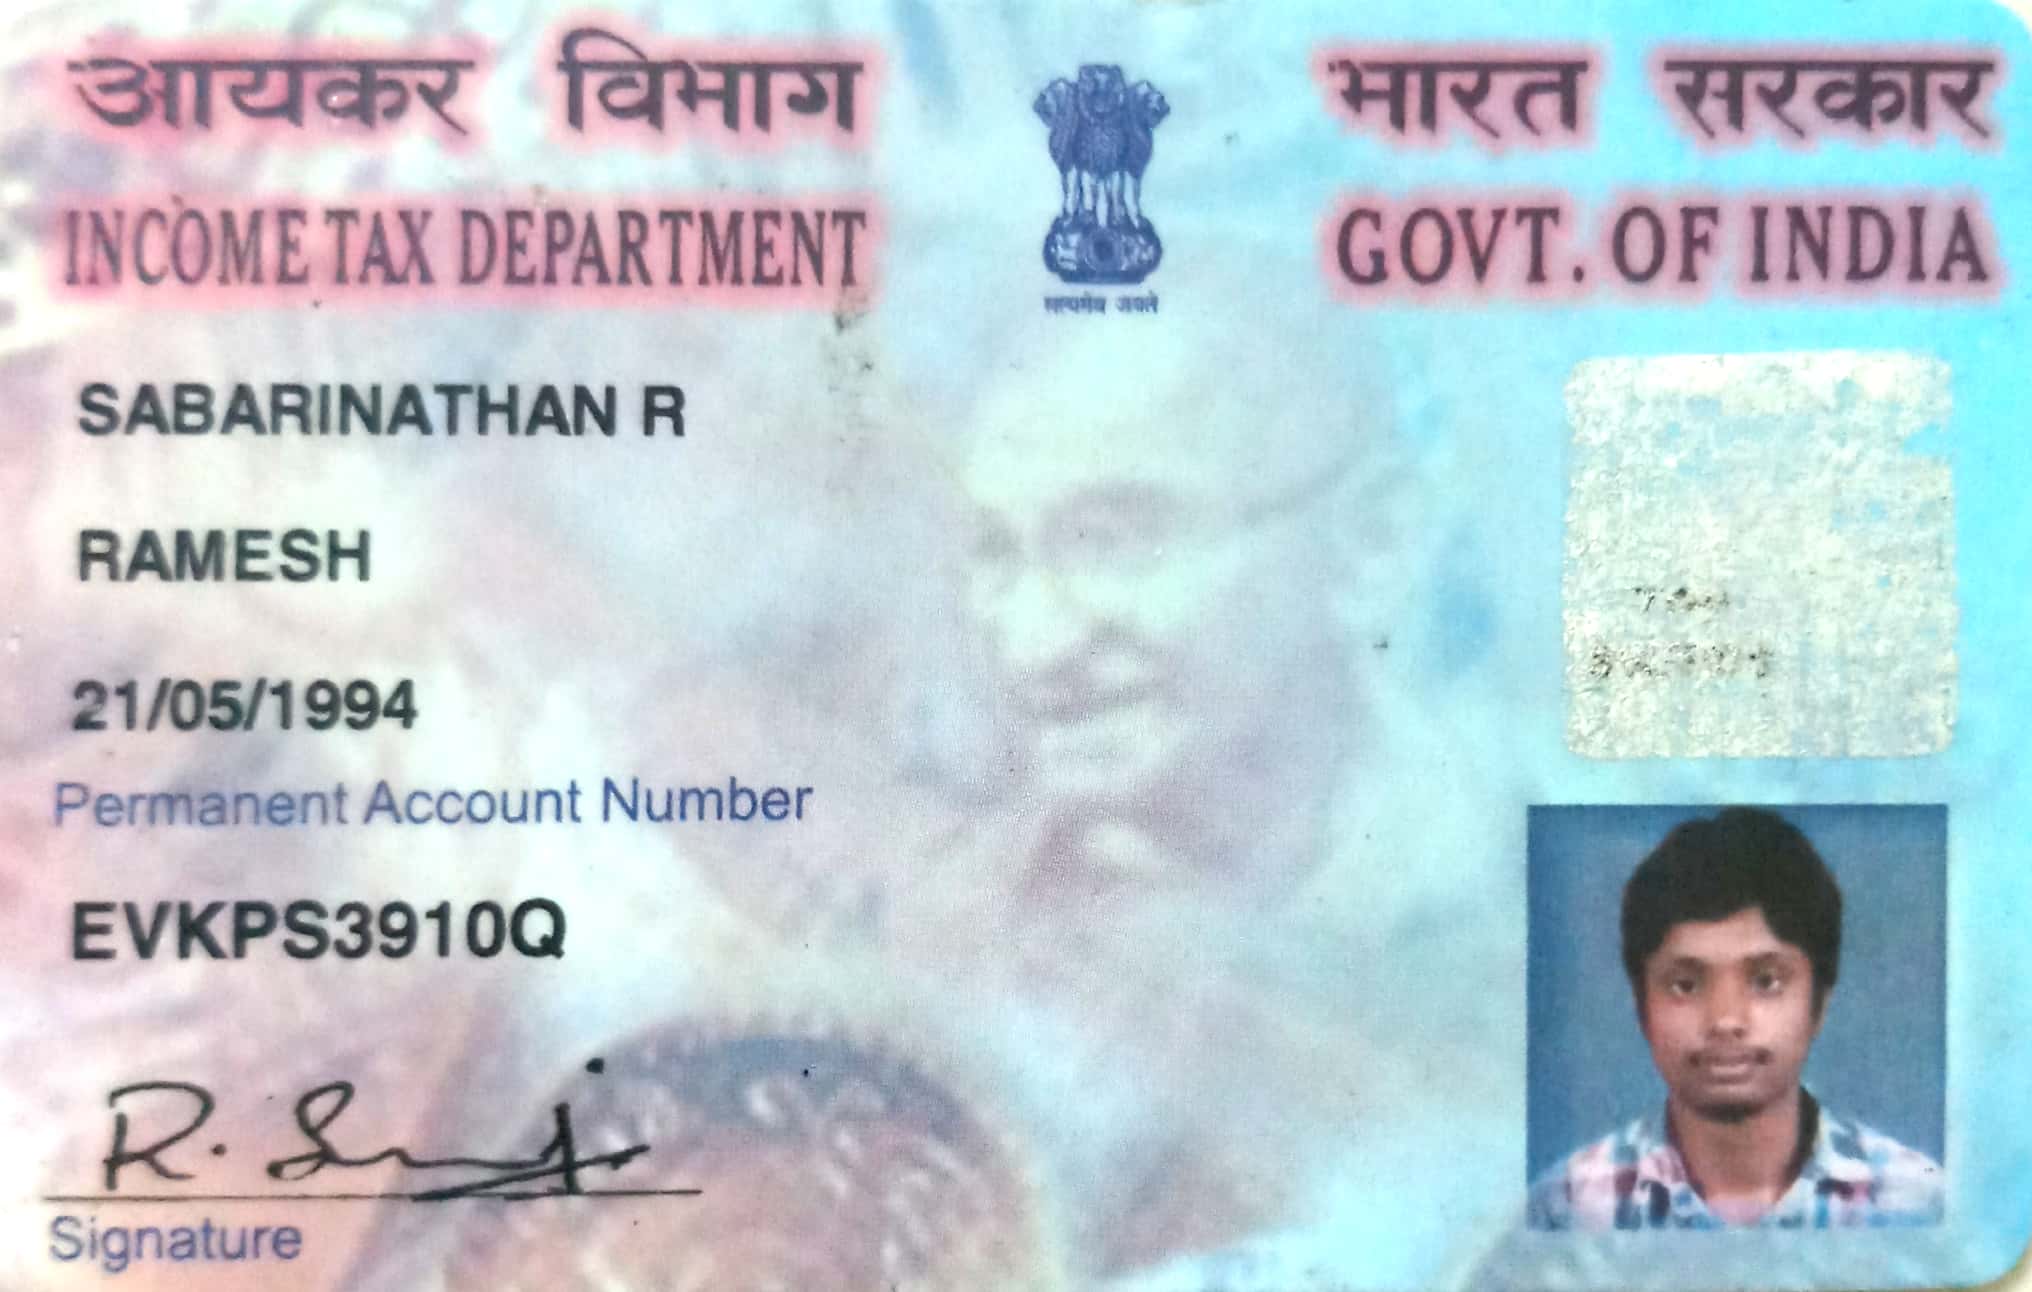 आयकर विभाग
INCOME TAX DEPARTMENT
सत्यमेव जयते
भारत सरकार
GOVT. OF INDIA
SABARINATHAN R
RAMESH
21/05/1994
Permanent Account Number
EVKPS3910Q
R.
Signature